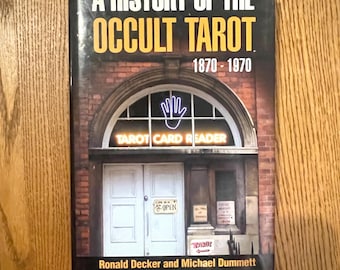 A HISTORY OF THE
OCCULT TAROT
1870 - 1970
TAROT CARD READER
OPEN
Ronald Decker and Michael Dummett